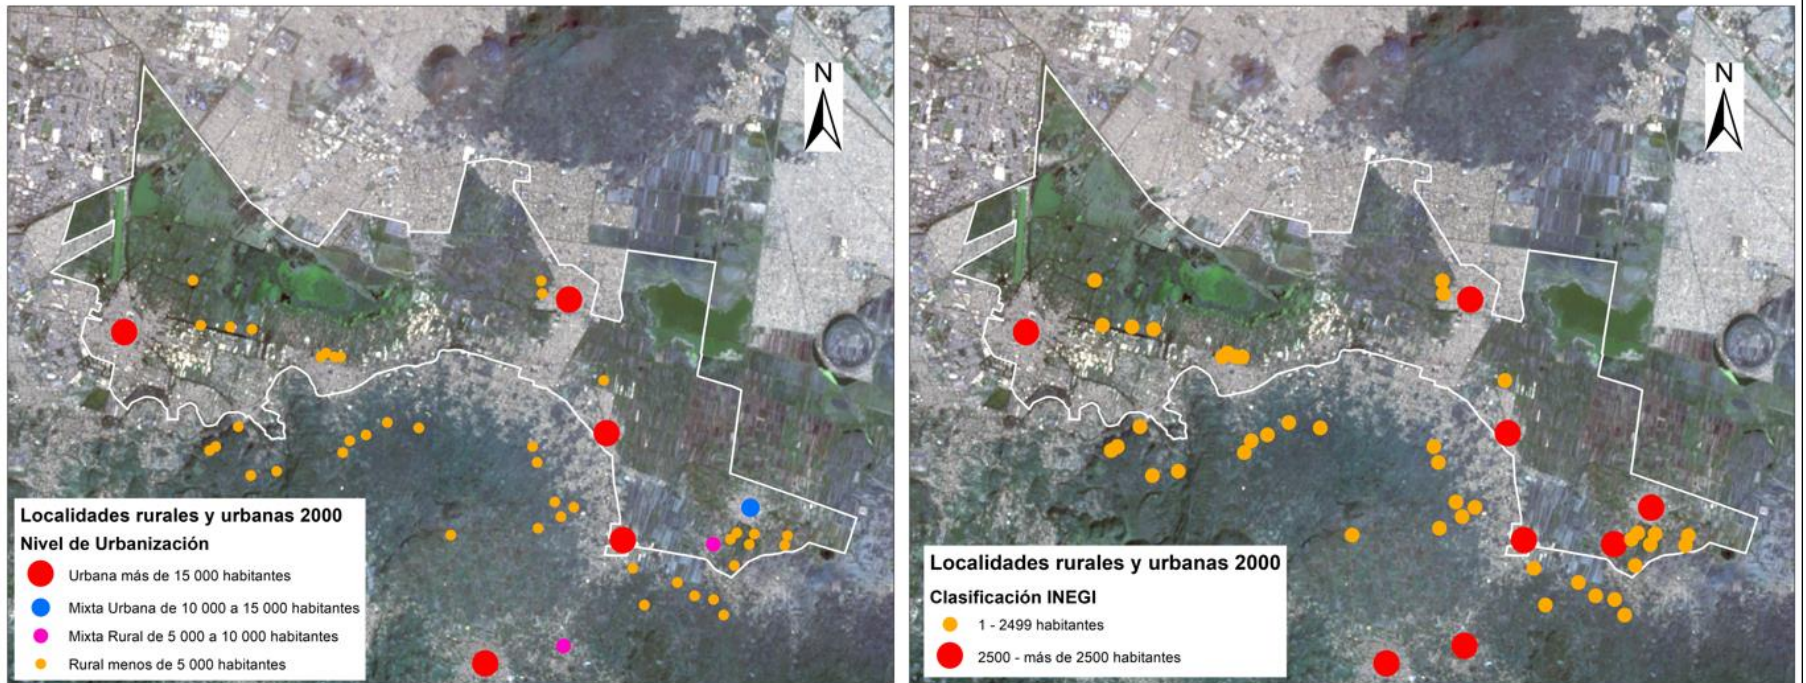 N
Localidades rurales y urbanas 2000
Nivel de Urbanización
Urbana más de 15 000 habitantes
Mixta Urbana de 10 000 a 15 000 habitantes
Mixta Rural de 5 000 a 10 000 habitantes
Rural menos de 5 000 habitantes
N
Localidades rurales y urbanas 2000
Clasificación INEGI
1 - 2499 habitantes
2500 - más de 2500 habitantes